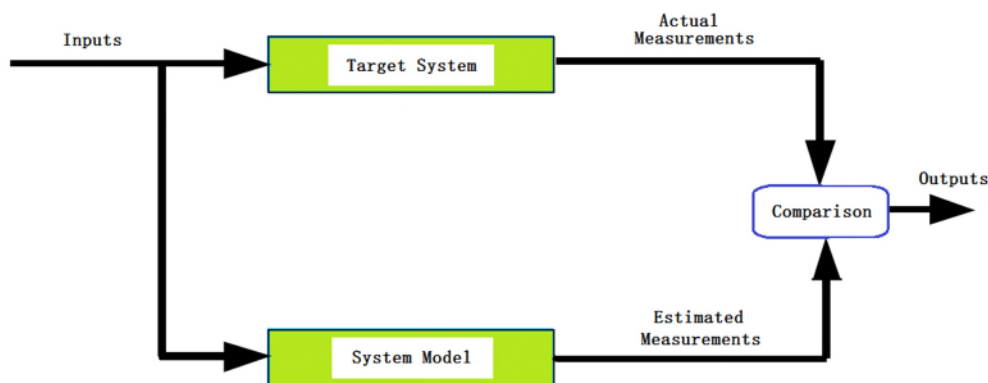 Inputs
Target System
Actual
Measurements
Comparison
Outputs
System Model
Estimated
Measurements